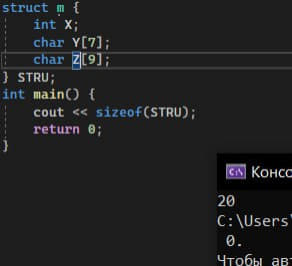 struct m {
int X;
char Y[7];
char Z[9];
} STRU;
int main() {
cout << sizeof(STRU);
return 0;
}
Консо
20
C:\Users\
0.
Чтобы авт